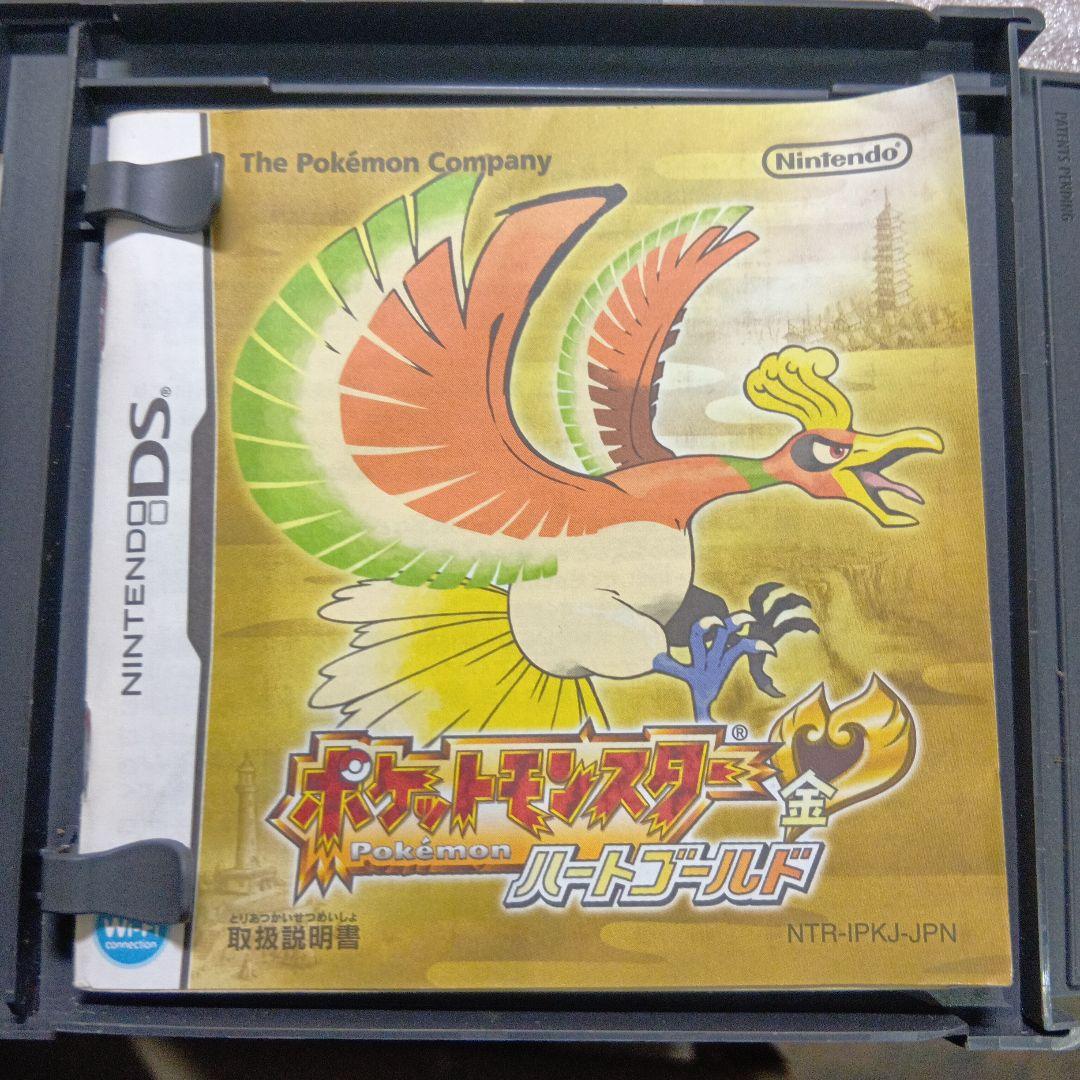 The Pokémon Company
Nintendo®
NINTENDO DS®
ポケットモンスター®
Pokémon
金
ハートゴールド
とりあつかいせつめいしょ
取扱説明書
NTR-IPKJ-JPN
connection
PATENTS PENDING